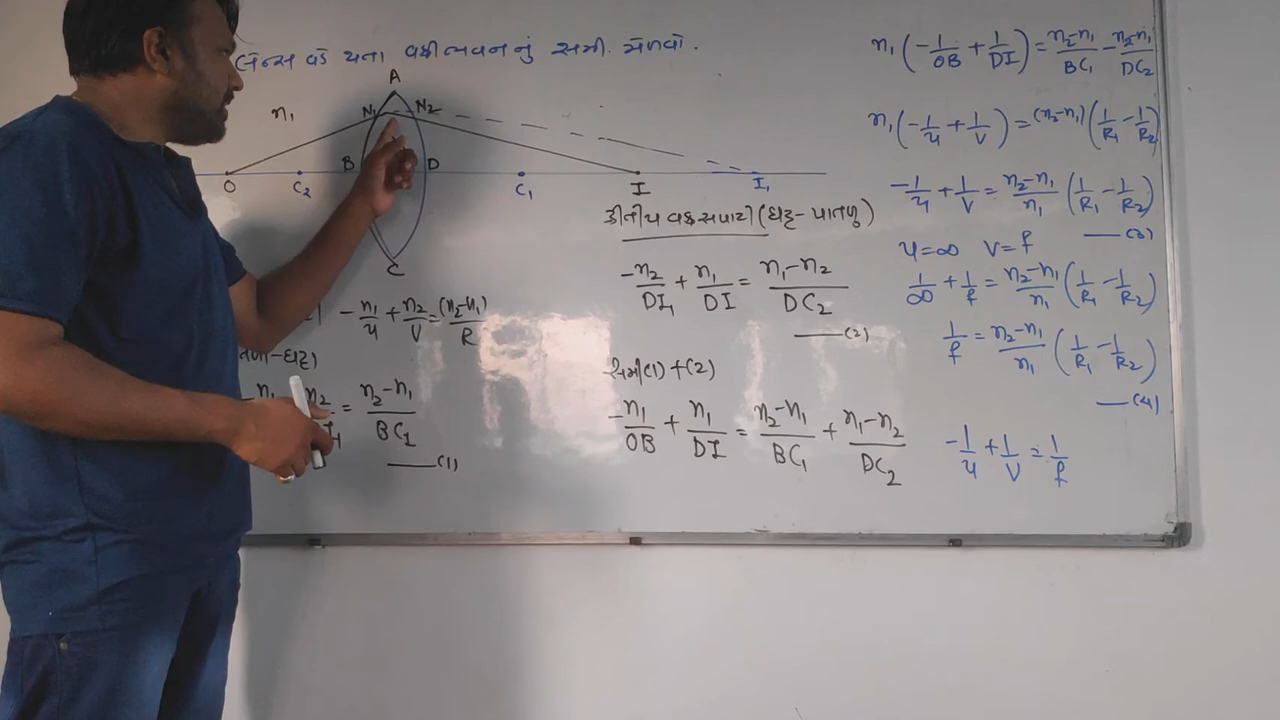 લેન્સ વડે થતા વક્રીભવનનું સમી. મેળવો.
A
n₁ N₁ N₂
B D
O C₂ C₁ I I₁
C
-n₁/u + n₂/v = (n₂-n₁)/R
ઘટ્ટ)
-n₁ n₂ = n₂-n₁/BC₁
——(1)
દ્વીતીય વક્રસપાટી (ઘટ્ટ-પાતળુ)
-n₂/DI₁ + n₁/DI = n₁-n₂/DC₂
——(2)
સમી(1)+(2)
-n₁/OB + n₁/DI = n₂-n₁/BC₁ + n₁-n₂/DC₂
n₁(-1/OB + 1/DI) = n₂-n₁/BC₁ - n₂-n₁/DC₂
n₁(-1/u + 1/v) = (n₂-n₁)(1/R₁ - 1/R₂)
-1/u + 1/v = n₂-n₁/n₁ (1/R₁ - 1/R₂)
——(3)
u=∞ v=f
1/∞ + 1/f = n₂-n₁/n₁ (1/R₁ - 1/R₂)
1/f = n₂-n₁/n₁ (1/R₁ - 1/R₂)
——(4)
-1/u + 1/v = 1/f